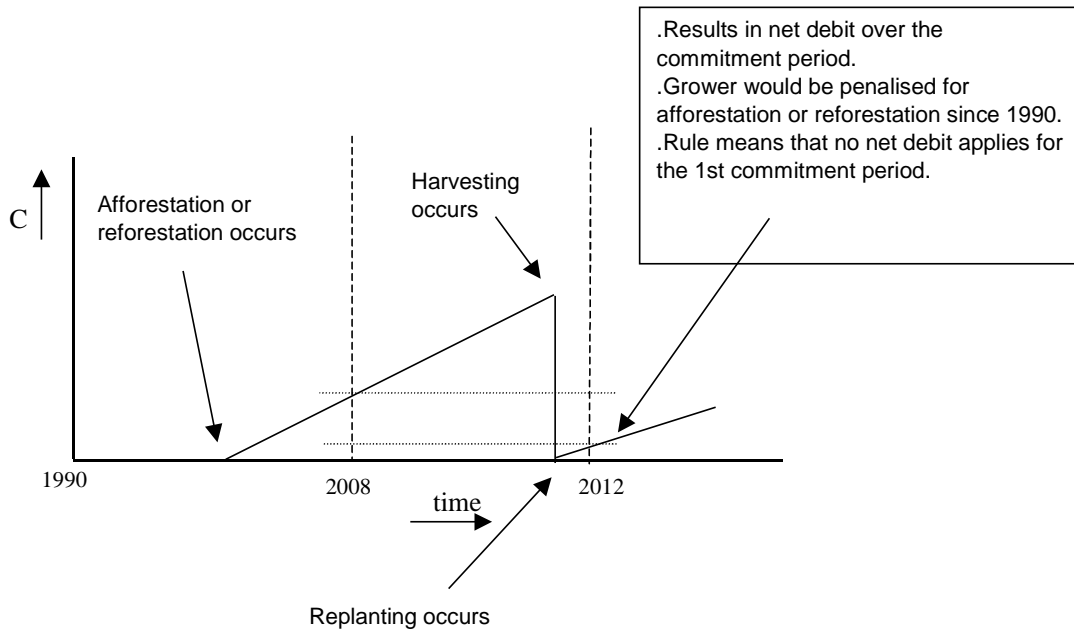 .Results in net debit over the
commitment period.
.Grower would be penalised for
afforestation or reforestation since 1990.
.Rule means that no net debit applies for
the 1st commitment period.
Harvesting
occurs
Afforestation or
reforestation occurs
C
1990
2008
2012
time
Replanting occurs